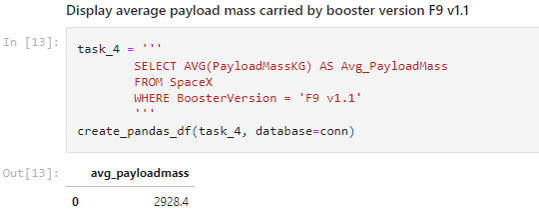 Display average payload mass carried by booster version F9 v1.1
In [13]: task_4 = '''
SELECT AVG(PayloadMassKG) AS Avg_PayloadMass
FROM SpaceX
WHERE BoosterVersion = 'F9 v1.1'
'''
create_pandas_df(task_4, database=conn)
Out[13]: avg_payloadmass
0 2928.4